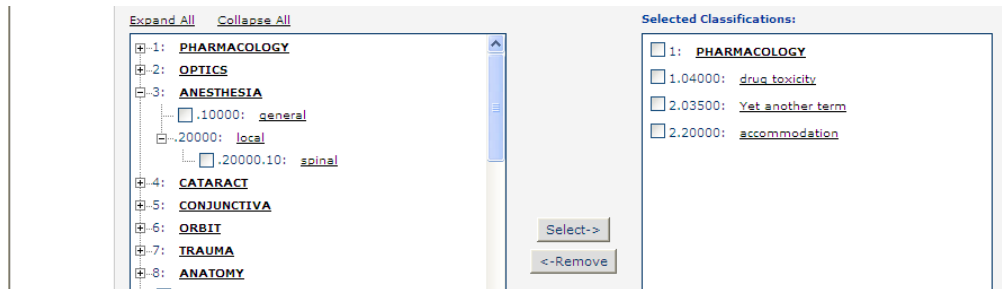 Expand All Collapse All
1: PHARMACOLOGY
2: OPTICS
3: ANESTHESIA
.10000: general
.20000: local
.20000.10: spinal
4: CATARACT
5: CONJUNCTIVA
6: ORBIT
7: TRAUMA
8: ANATOMY
Select->
<-Remove
Selected Classifications:
1: PHARMACOLOGY
1.04000: drug toxicity
2.03500: Yet another term
2.20000: accommodation